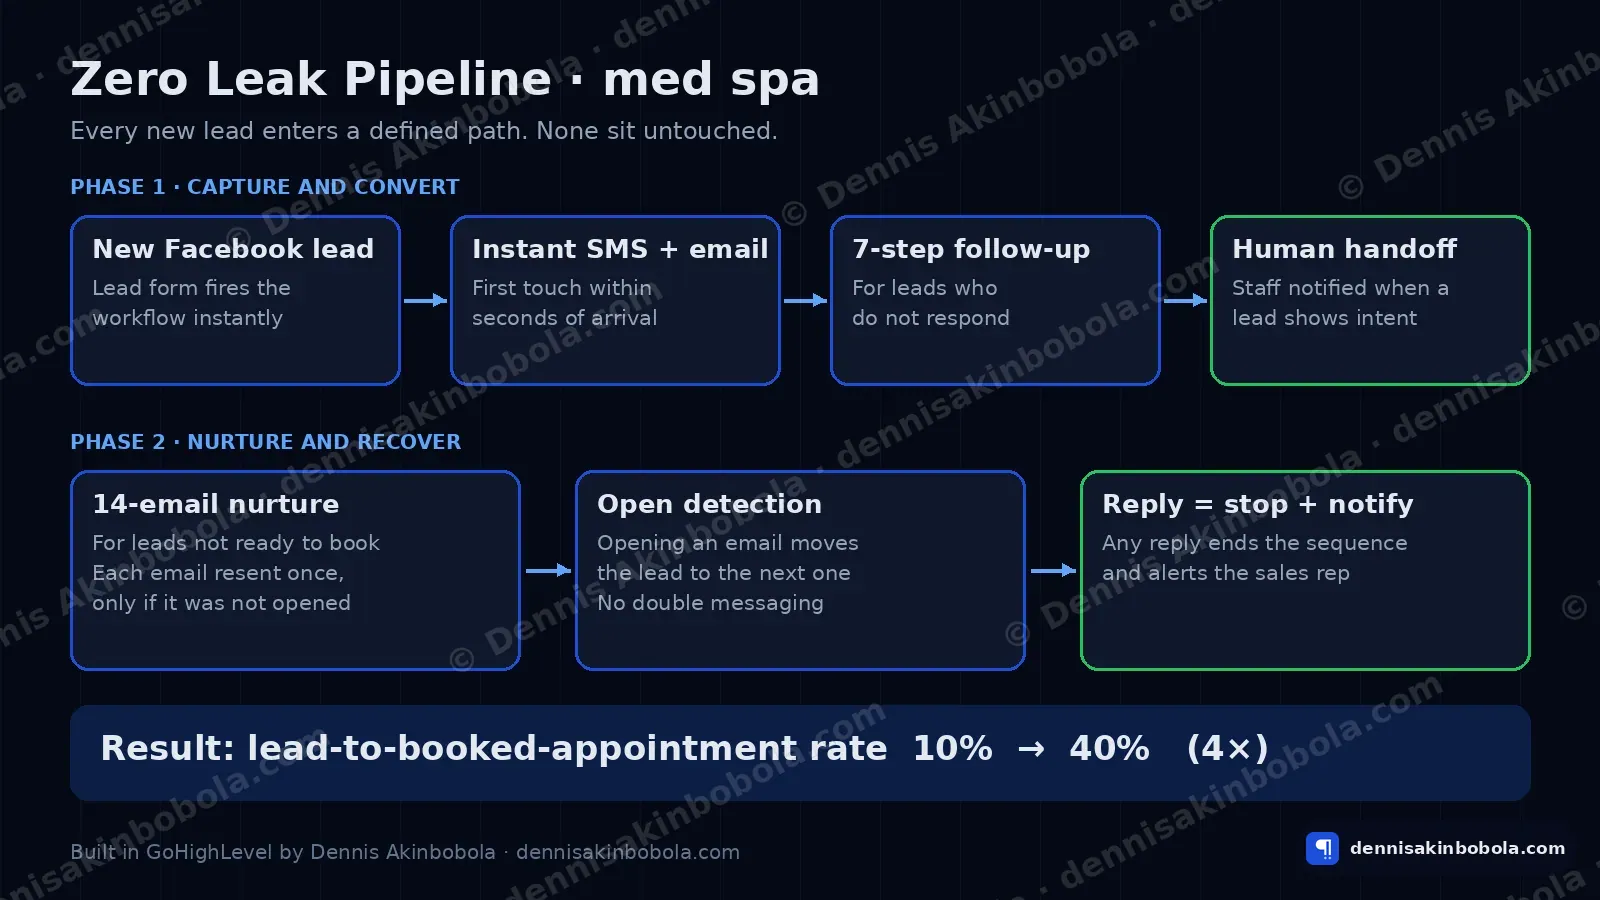 Zero Leak Pipeline · med spa
Every new lead enters a defined path. None sit untouched.
PHASE 1 · CAPTURE AND CONVERT
New Facebook lead
Lead form fires the
workflow instantly
Instant SMS + email
First touch within
seconds of arrival
7-step follow-up
For leads who
do not respond
Human handoff
Staff notified when a
lead shows intent
PHASE 2 · NURTURE AND RECOVER
14-email nurture
For leads not ready to book
Each email resent once,
only if it was not opened
Open detection
Opening an email moves
the lead to the next one
No double messaging
Reply = stop + notify
Any reply ends the sequence
and alerts the sales rep
Result: lead-to-booked-appointment rate 10% → 40% (4×)
Built in GoHighLevel by Dennis Akinbobola · dennisakinbobola.com
dennisakinbobola.com
© Dennis Akinbobola · dennisakinbobola.com